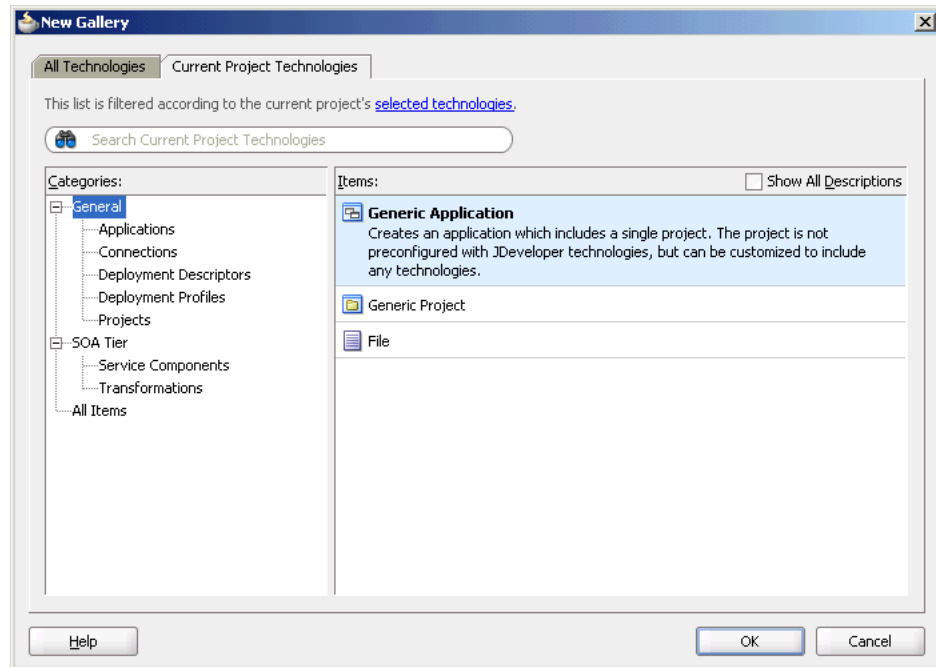 New Gallery
All Technologies
Current Project Technologies
This list is filtered according to the current project's selected technologies.
Search Current Project Technologies
Categories:
General
Applications
Connections
Deployment Descriptors
Deployment Profiles
Projects
SOA Tier
Service Components
Transformations
All Items
Items:
Show All Descriptions
Generic Application
Creates an application which includes a single project. The project is not
preconfigured with JDeveloper technologies, but can be customized to include
any technologies.
Generic Project
File
Help
OK
Cancel